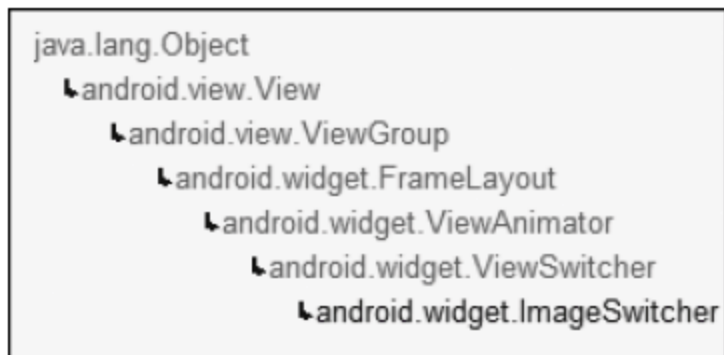 java.lang.Object
android.view.View
android.view.ViewGroup
android.widget.FrameLayout
android.widget.ViewAnimator
android.widget.ViewSwitcher
android.widget.ImageSwitcher